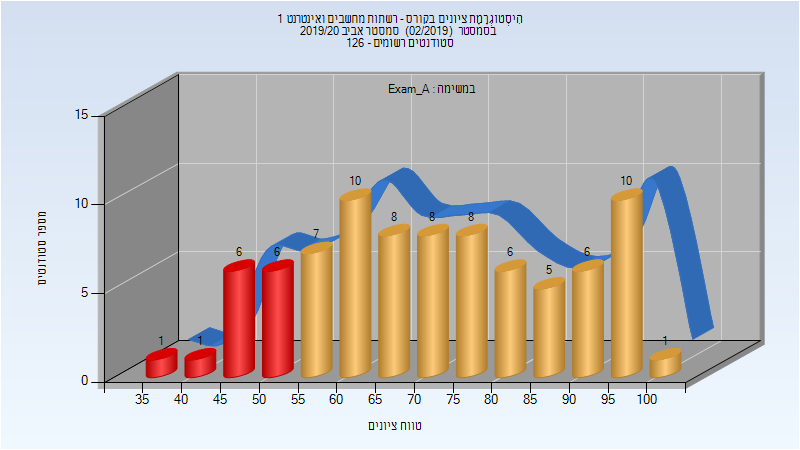 הִיסְטוֹגְרַמַת ציונים בקורס - רשתות מחשבים ואינטרנט 1
בסמסטר (02/2019) סמסטר אביב 2019/20
סטודנטים רשומים - 126
במשימה : Exam_A
מספר סטודנטים
15
10
5
0
1
1
6
6
7
10
8
8
8
6
5
6
10
1
35 40 45 50 55 60 65 70 75 80 85 90 95 100
טווח ציונים